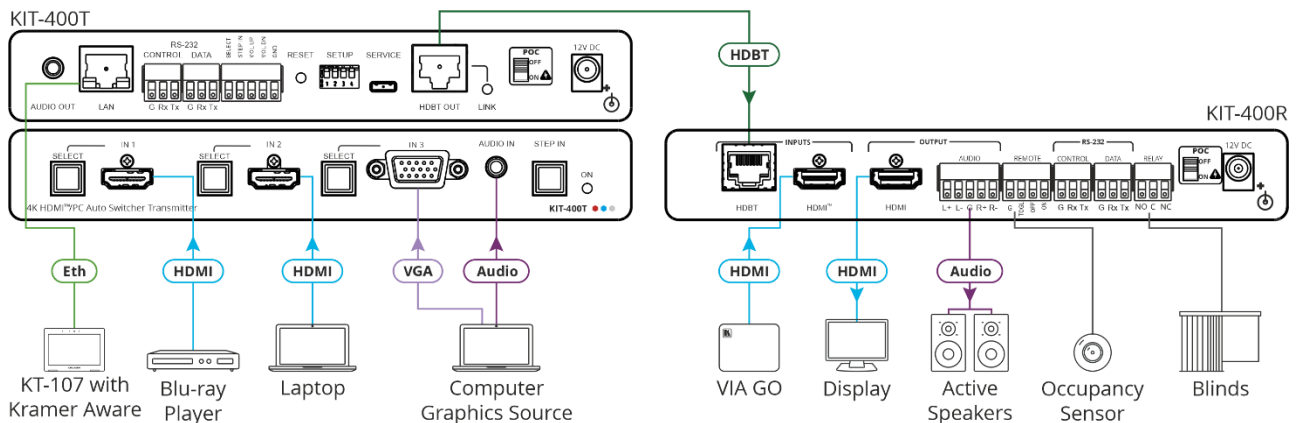 KIT-400T
RS-232
CONTROL DATA
SELECT
STEP IN
VOL UP
VOL DN
GND
RESET SETUP SERVICE
POC
OFF
ON
12V DC
1 2 3 4
AUDIO OUT LAN G Rx Tx G Rx Tx HDBT OUT LINK
HDBT
KIT-400R
IN 1 IN 2 IN 3 AUDIO IN STEP IN
SELECT SELECT SELECT
ON
4K HDMI™/PC Auto Switcher Transmitter
KIT-400T
INPUTS OUTPUT RS-232
AUDIO REMOTE CONTROL DATA RELAY
POC
OFF
ON
12V DC
HDBT HDMI™ HDMI
L+ L- G R+ R- G TOGL OFF ON G Rx Tx G Rx Tx NO C NC
Eth HDMI HDMI VGA Audio HDMI HDMI Audio
KT-107 with
Kramer Aware
Blu-ray
Player
Laptop
Computer
Graphics Source
VIA GO
Display
Active
Speakers
Occupancy
Sensor
Blinds